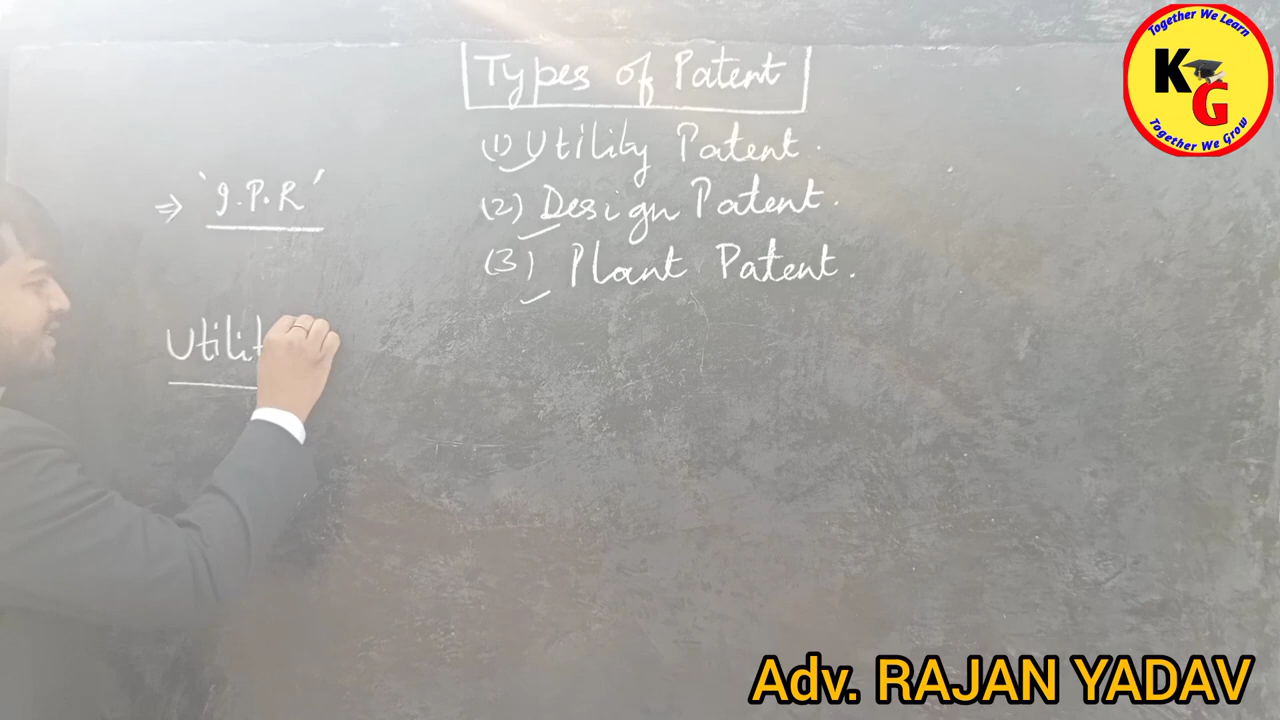 Types of Patent
(1) Utility Patent.
(2) Design Patent.
(3) Plant Patent.
⇒ 'I.P.R'
Utilit
Together We Learn
KG
Together We Grow
Adv. RAJAN YADAV